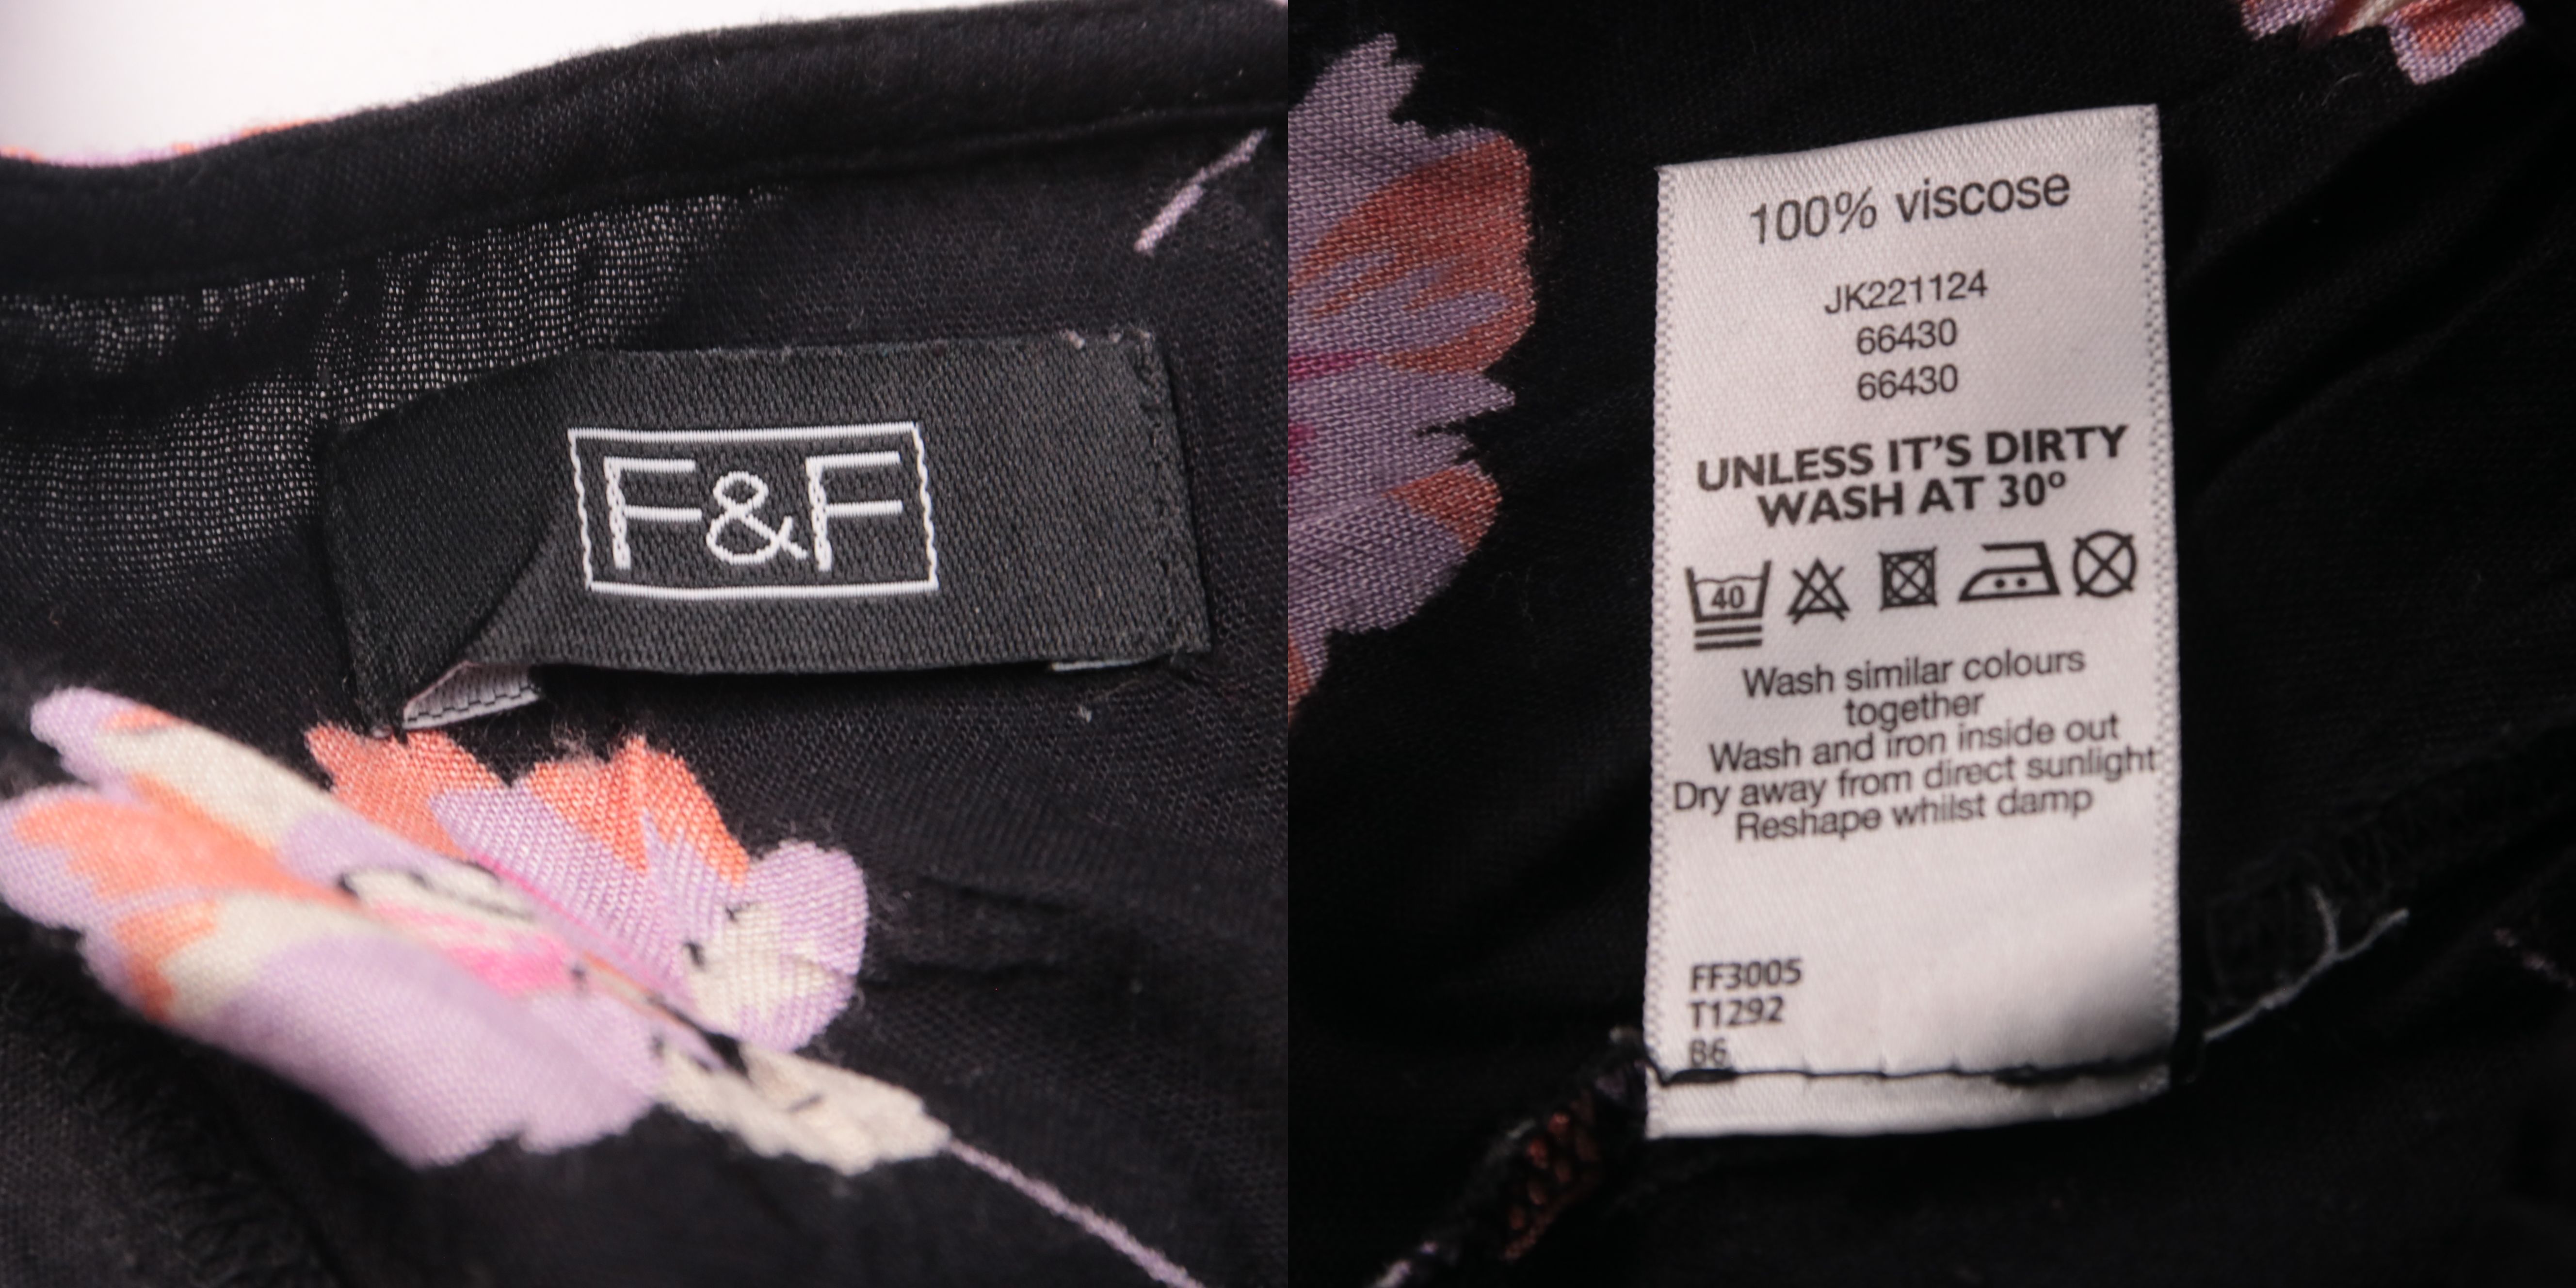 F&F
100% viscose
JK221124
66430
66430
UNLESS IT'S DIRTY
WASH AT 30º
40
Wash similar colours
together
Wash and iron inside out
Dry away from direct sunlight
Reshape whilst damp
FF3005
T1292
B6